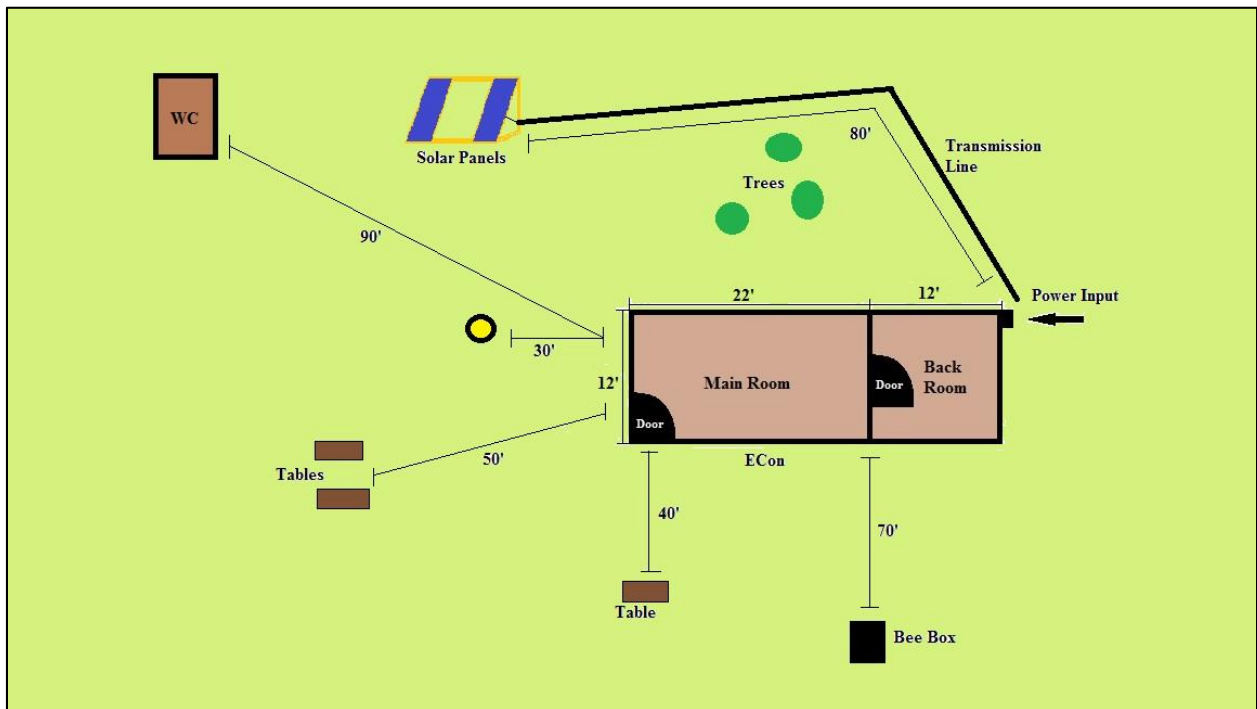 WC
Solar Panels
80'
Transmission
Line
Trees
90'
22'
12'
Power Input
30'
12'
Main Room
Back
Room
Door
Door
ECon
Tables
50'
40'
70'
Table
Bee Box